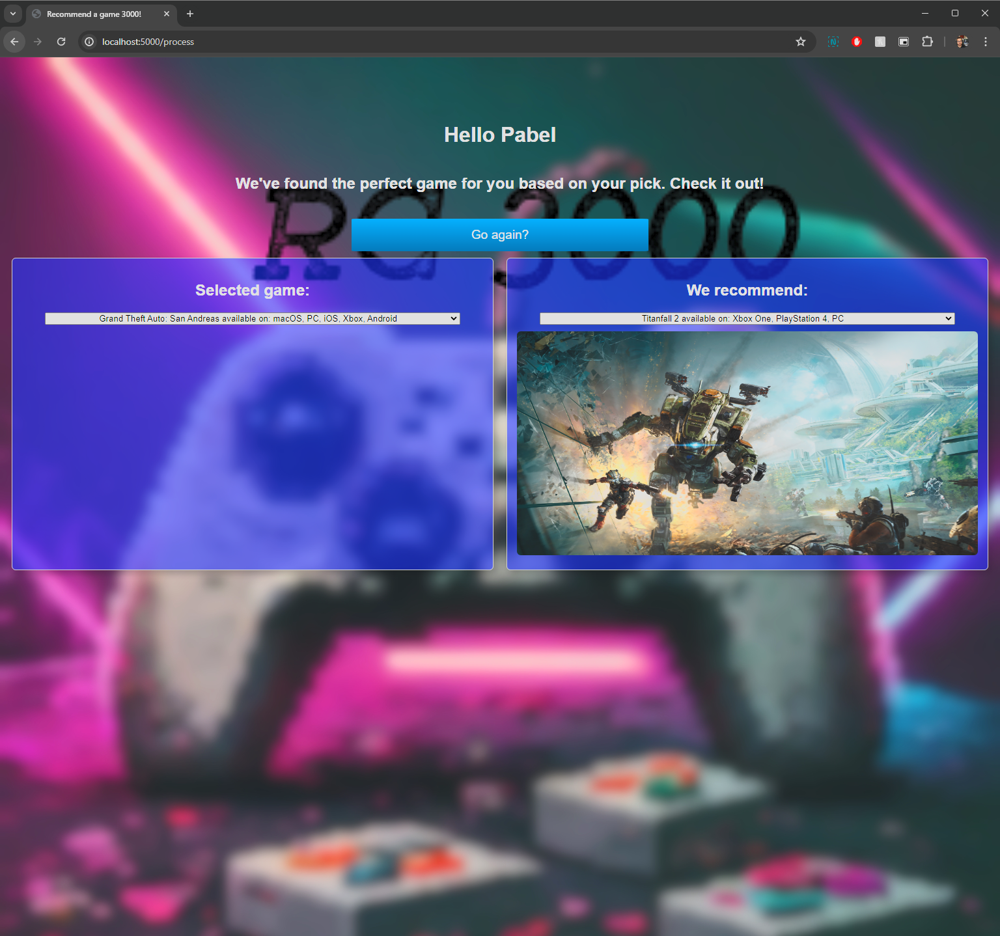 Recommend a game 3000!
localhost:5000/process
Hello Pabel
We've found the perfect game for you based on your pick. Check it out!
RG 3000
Go again?
Selected game:
Grand Theft Auto: San Andreas available on: macOS, PC, iOS, Xbox, Android
We recommend:
Titanfall 2 available on: Xbox One, PlayStation 4, PC